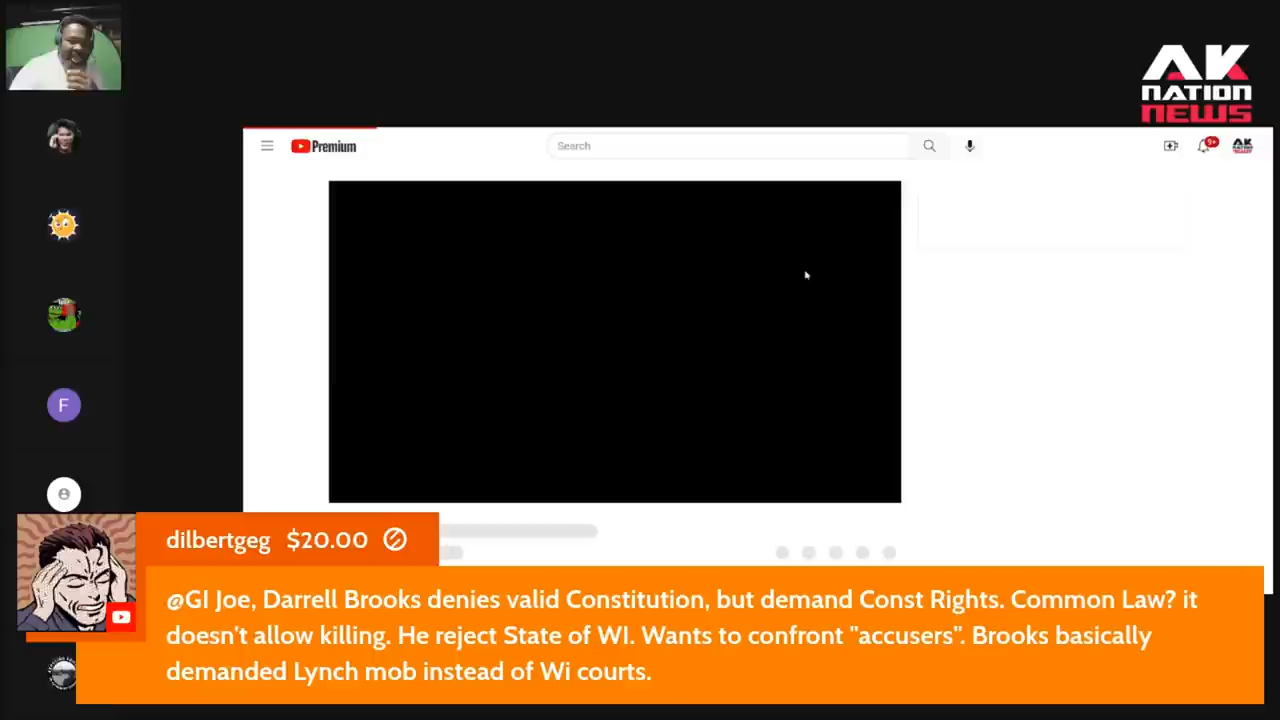 AK
NATION
NEWS
Premium
Search
9+
AK
F
dilbertgeg $20.00
@GI Joe, Darrell Brooks denies valid Constitution, but demand Const Rights. Common Law? it
doesn't allow killing. He reject State of WI. Wants to confront "accusers". Brooks basically
demanded Lynch mob instead of Wi courts.